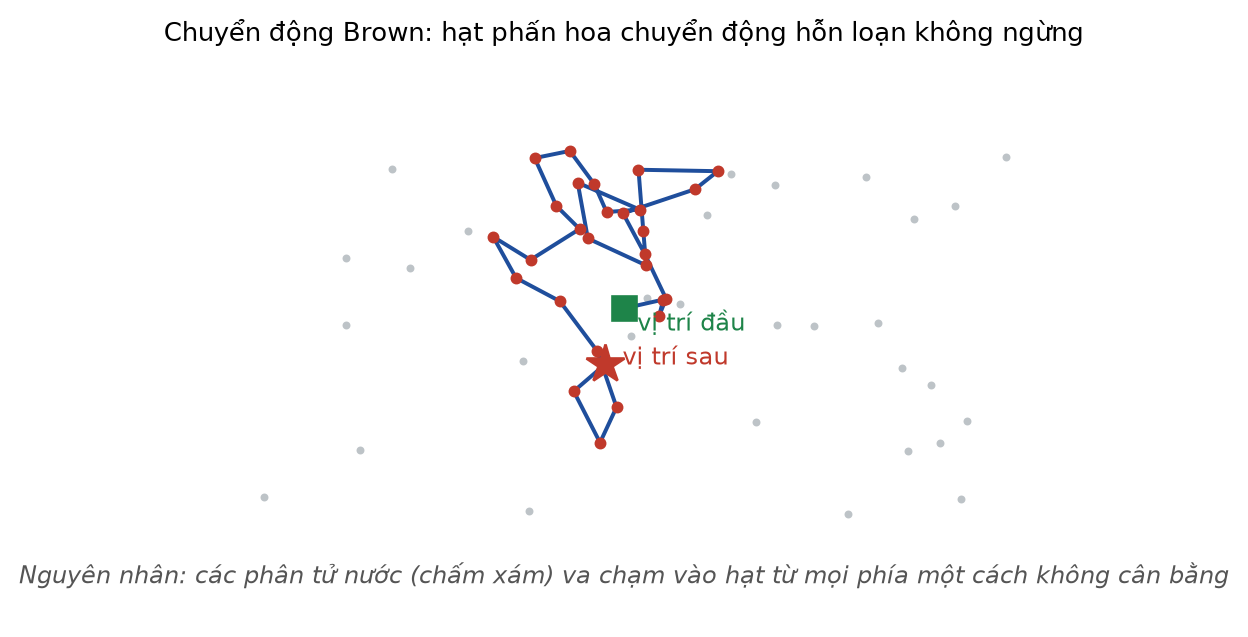 Chuyển động Brown: hạt phấn hoa chuyển động hỗn loạn không ngừng
vị trí đầu
vị trí sau
Nguyên nhân: các phân tử nước (chấm xám) va chạm vào hạt từ mọi phía một cách không cân bằng